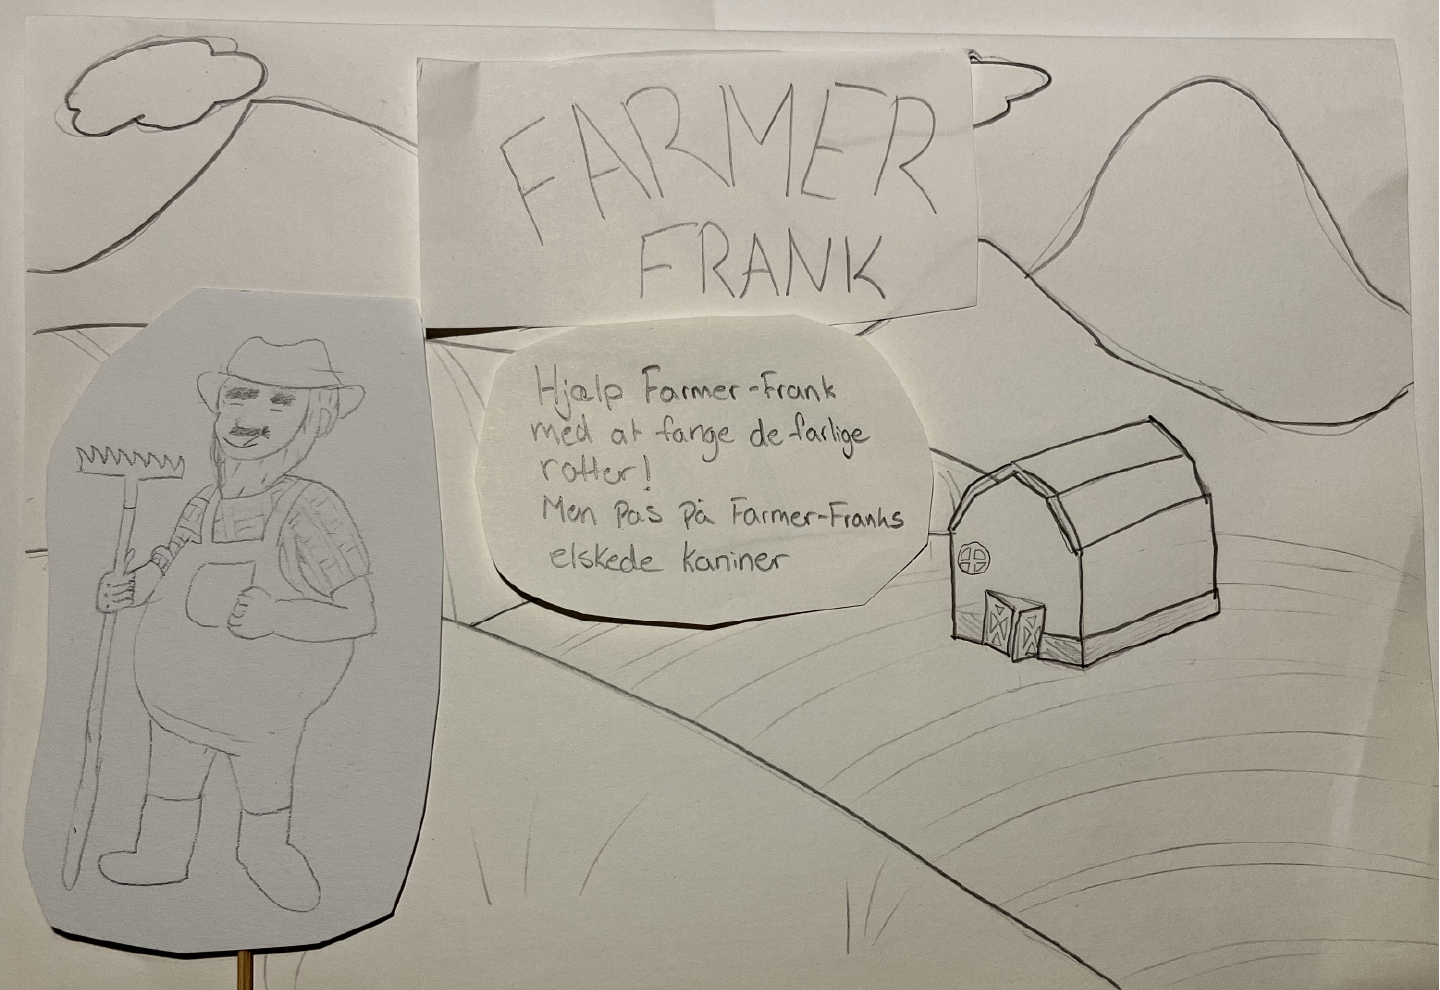 FARMER
FRANK
Hjælp Farmer-Frank
med at fange de farlige
rotter!
Men pas på Farmer-Franks
elskede kaniner